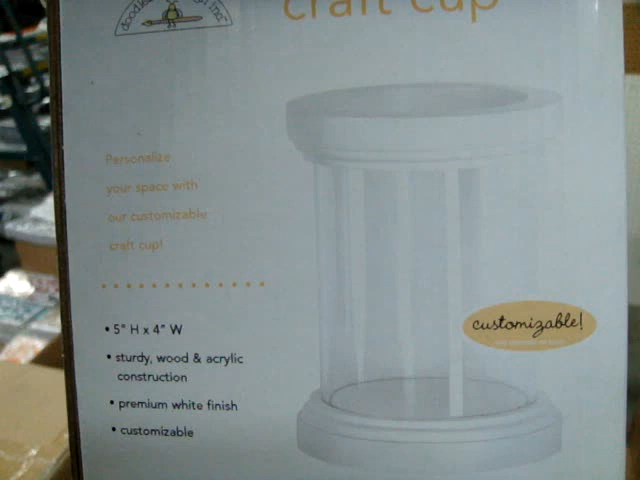 craft cup
Personalize
your space with
our customizable
craft cup!
• 5" H x 4" W
• sturdy, wood & acrylic
construction
• premium white finish
• customizable
customizable!